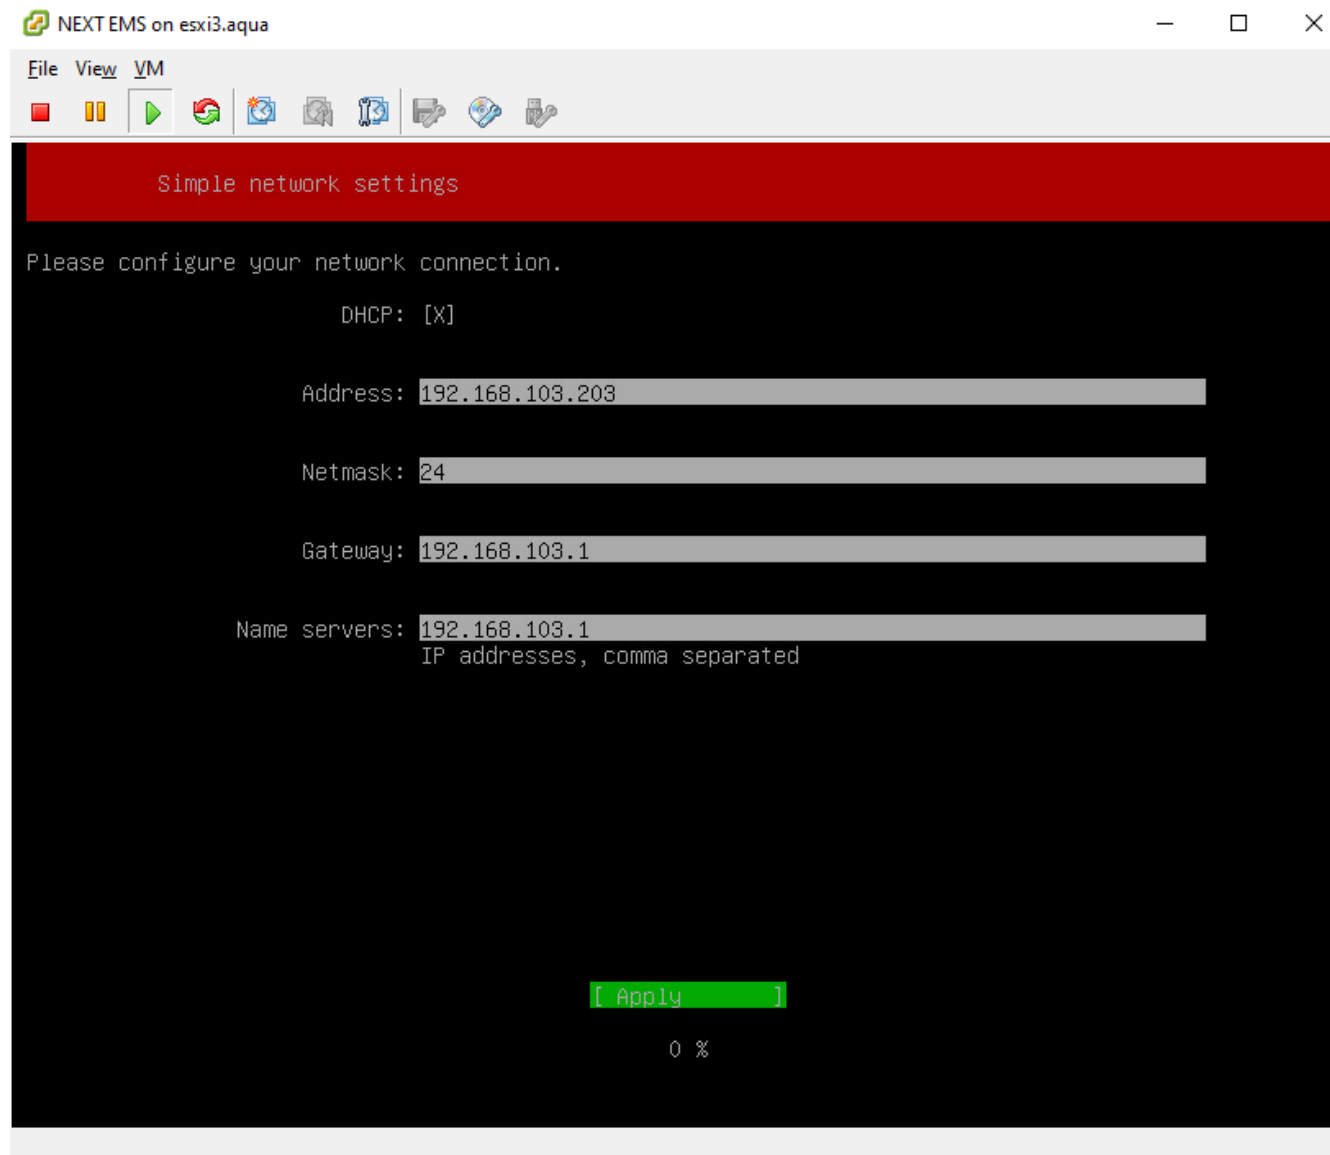 NEXT EMS on esxi3.aqua
File View VM
Simple network settings
Please configure your network connection.
DHCP: [X]
Address: 192.168.103.203
Netmask: 24
Gateway: 192.168.103.1
Name servers: 192.168.103.1
IP addresses, comma separated
[ Apply ]
0 %